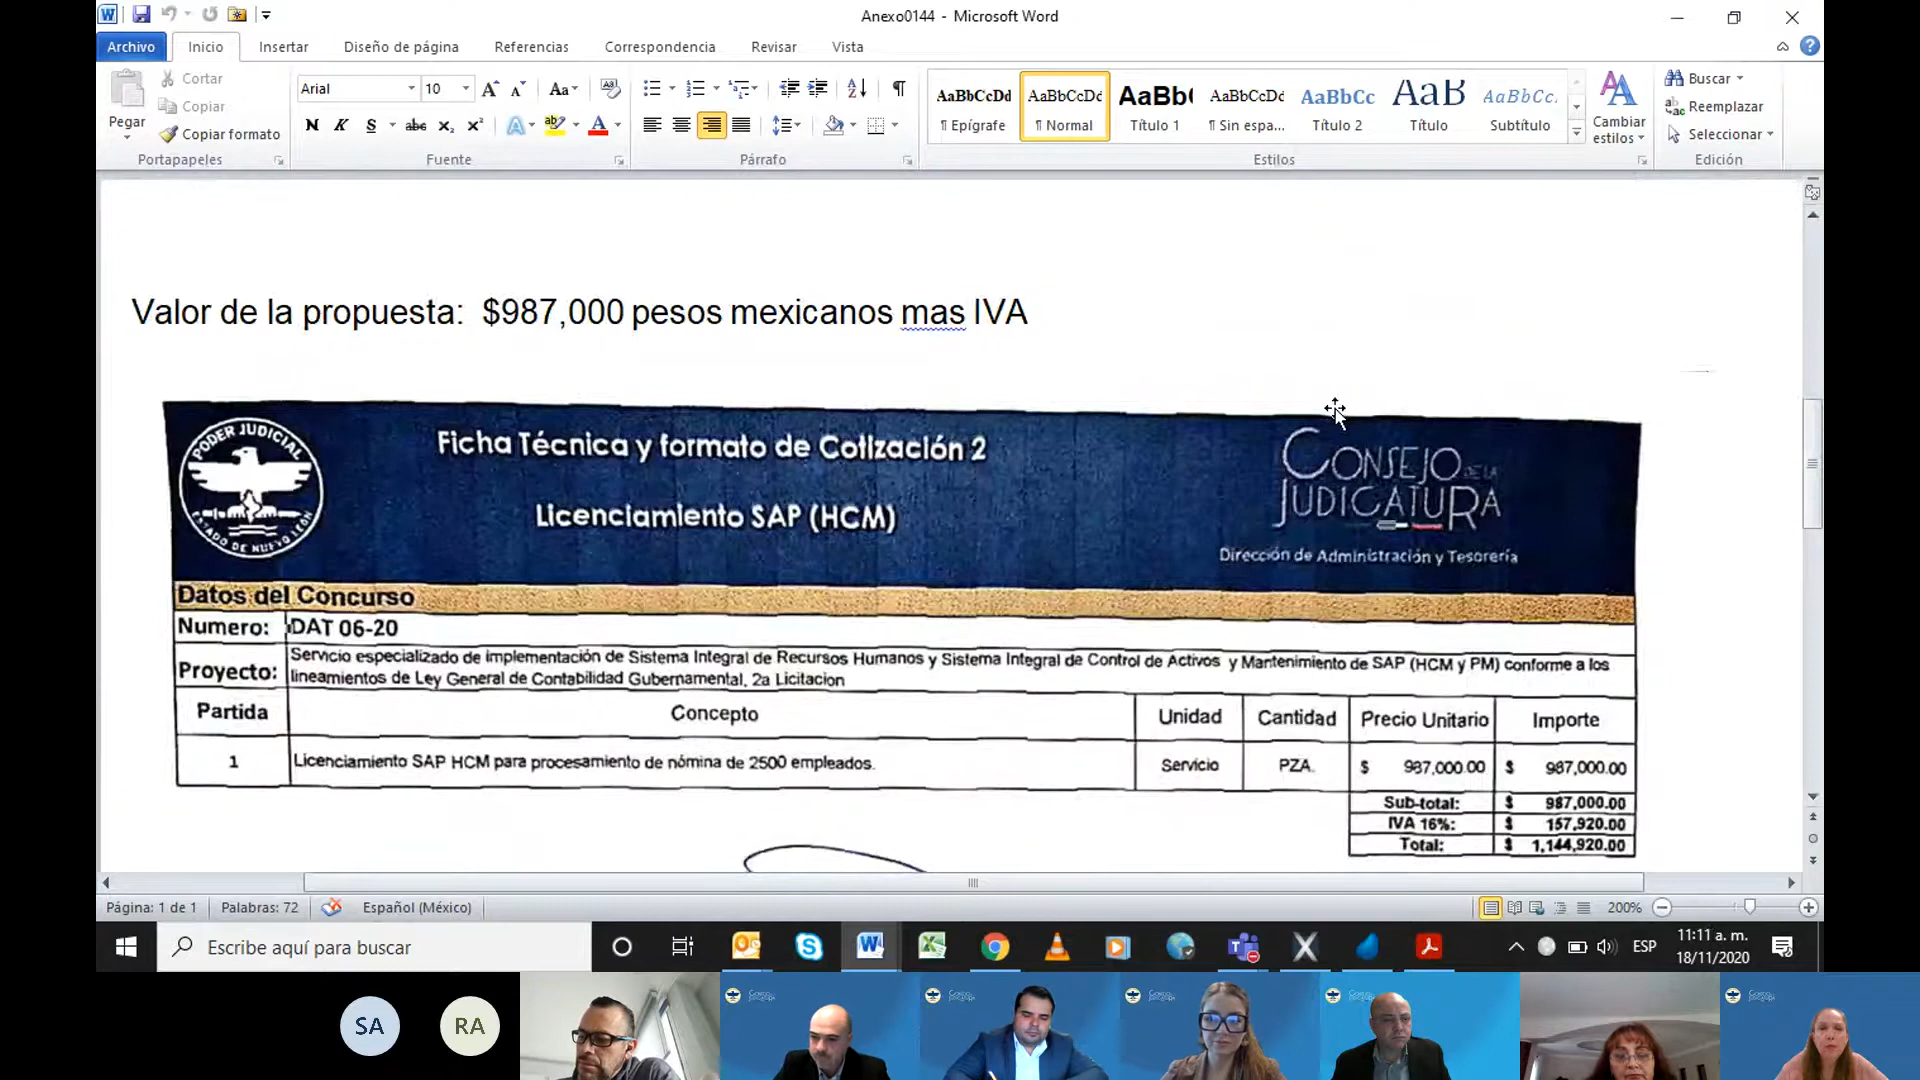 Anexo0144 - Microsoft Word
Archivo Inicio Insertar Diseño de página Referencias Correspondencia Revisar Vista
Pegar
Cortar
Copiar
Copiar formato
Portapapeles
Arial 10
Fuente
Párrafo
AaBbCcDd AaBbCcDd AaBb AaBbCcDd AaBbCc AaB AaBbCc.
¶ Epígrafe ¶ Normal Título 1 ¶ Sin espa... Título 2 Título Subtítulo
Cambiar estilos
Estilos
Buscar
Reemplazar
Seleccionar
Edición
Valor de la propuesta: $987,000 pesos mexicanos mas IVA
PODER JUDICIAL
ESTADO DE NUEVO LEÓN
Ficha Técnica y formato de Cotización 2
Licenciamiento SAP (HCM)
CONSEJO DE LA
JUDICATURA
Dirección de Administración y Tesorería
Datos del Concurso
Numero: DAT 06-20
Proyecto: Servicio especializado de implementación de Sistema Integral de Recursos Humanos y Sistema Integral de Control de Activos y Mantenimiento de SAP (HCM y PM) conforme a los
lineamientos de Ley General de Contabilidad Gubernamental, 2a Licitacion
Partida Concepto Unidad Cantidad Precio Unitario Importe
1 Licenciamiento SAP HCM para procesamiento de nómina de 2500 empleados. Servicio PZA. $ 987,000.00 $ 987,000.00
Sub-total: $ 987,000.00
IVA 16%: $ 157,920.00
Total: $ 1,144,920.00
Página: 1 de 1 Palabras: 72 Español (México) 200%
Escribe aquí para buscar
ESP
11:11 a. m.
18/11/2020
SA
RA